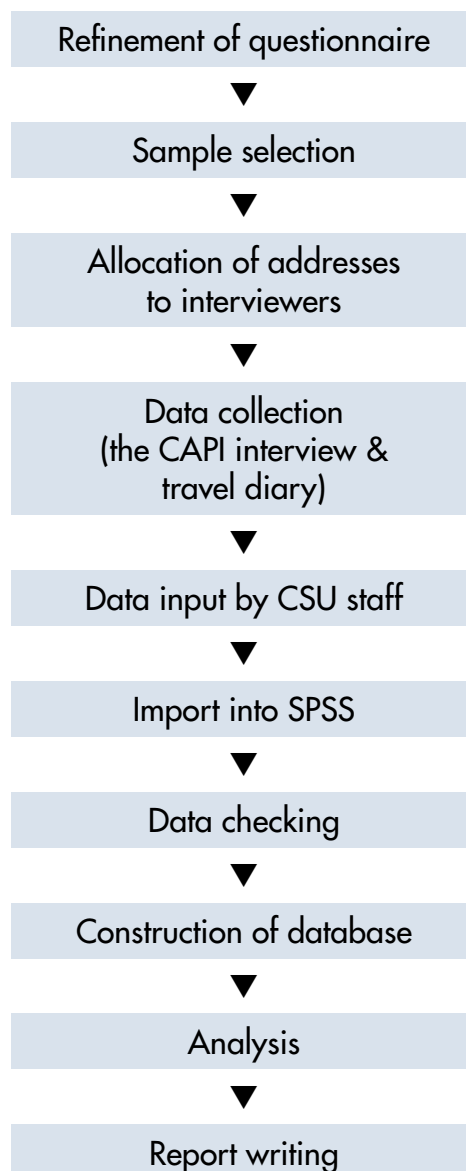 Refinement of questionnaire
Sample selection
Allocation of addresses
to interviewers
Data collection
(the CAPI interview &
travel diary)
Data input by CSU staff
Import into SPSS
Data checking
Construction of database
Analysis
Report writing